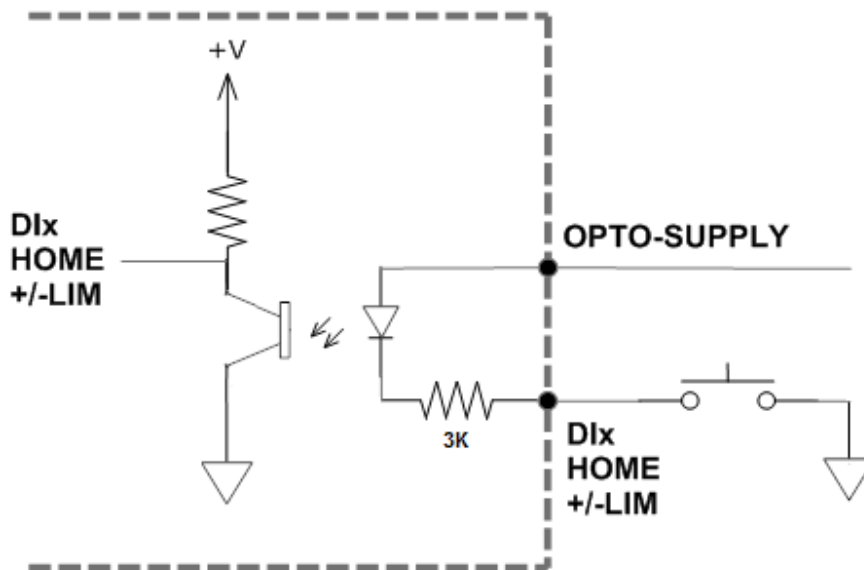 +V
DIx
HOME
+/-LIM
OPTO-SUPPLY
3K
DIx
HOME
+/-LIM